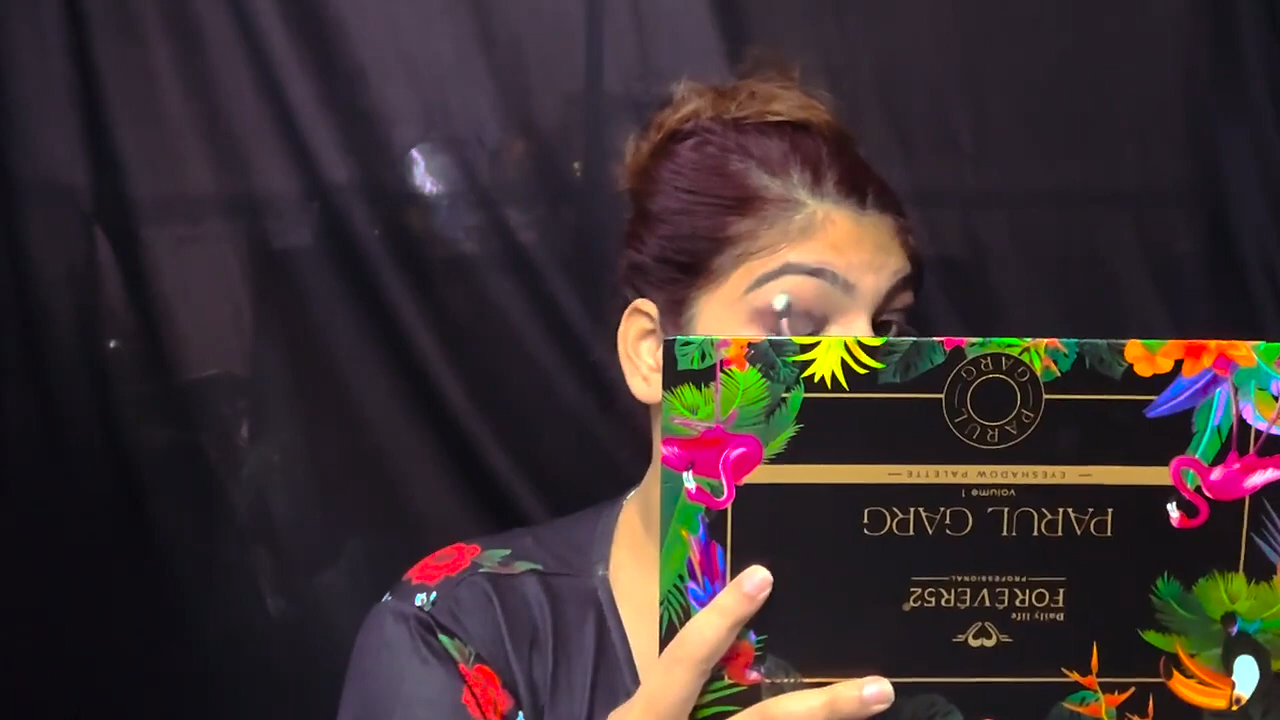 Daily life
FOREVER52®
PROFESSIONAL
PARUL GARG
volume 1
— EYESHADOW PALETTE —
PARUL GARG